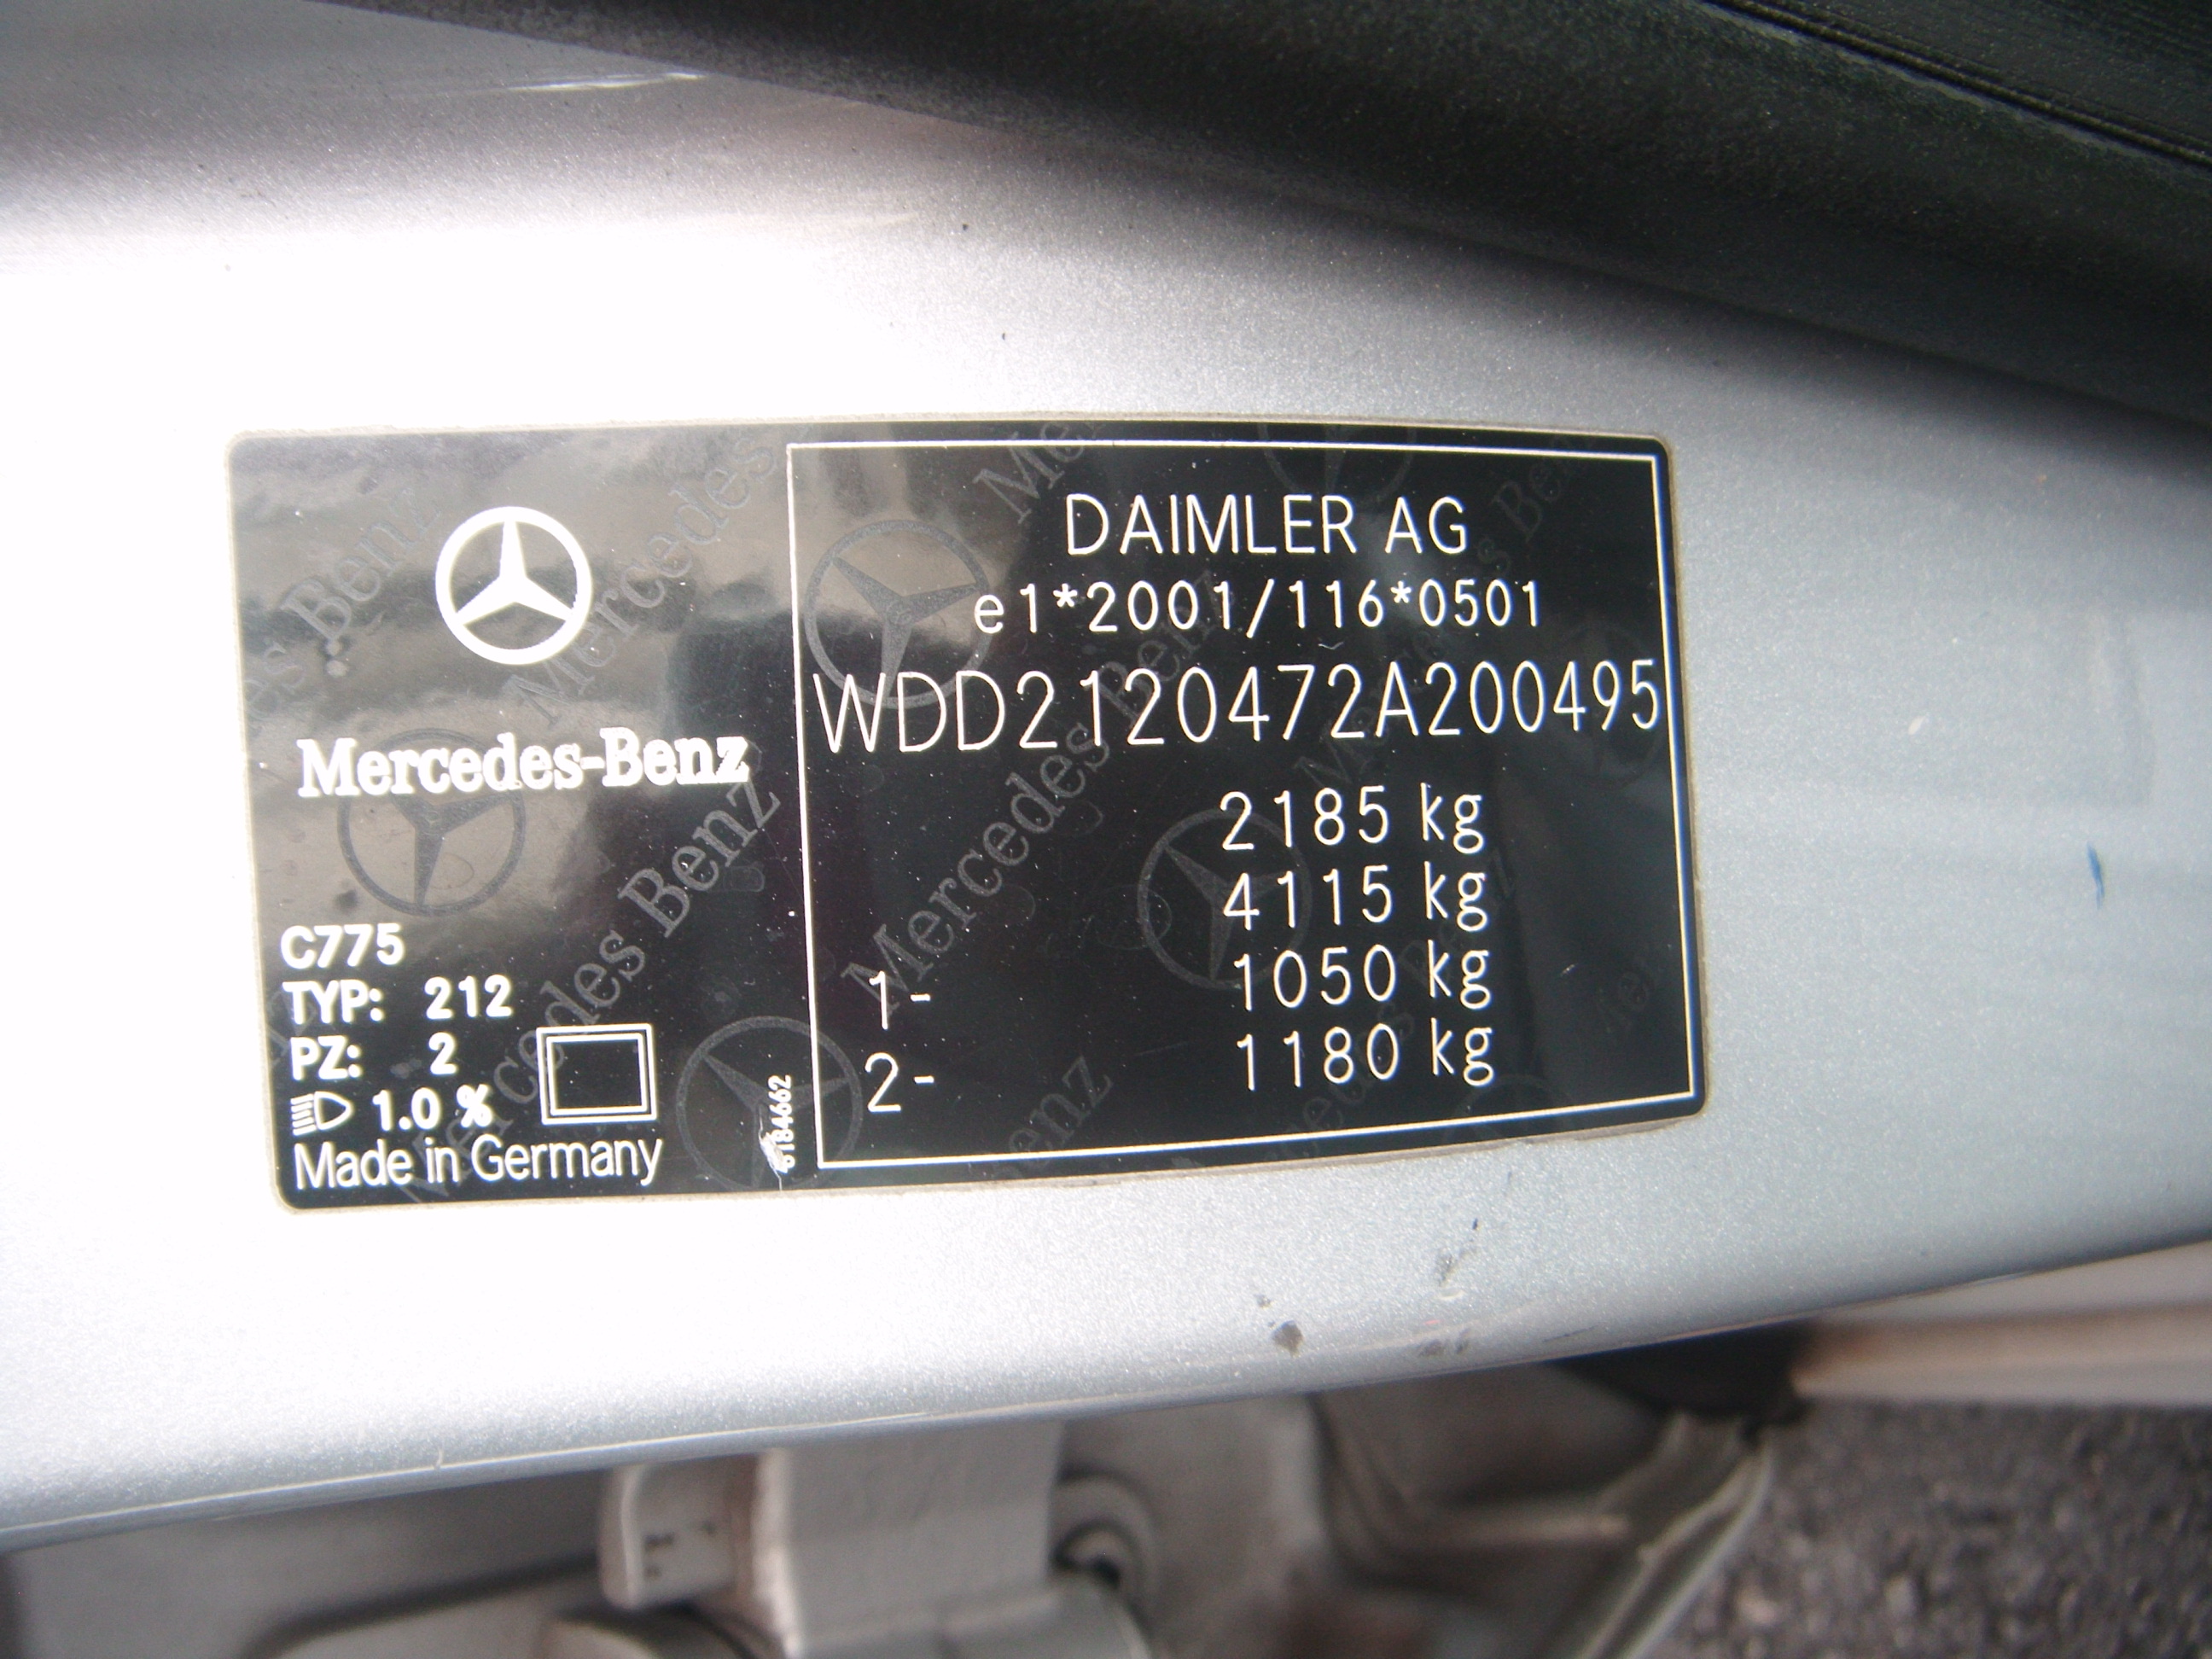 Mercedes-Benz
C775
TYP: 212
PZ: 2
1.0 %
Made in Germany
DAIMLER AG
e1*2001/116*0501
WDD2120472A200495
2185 kg
4115 kg
1- 1050 kg
2- 1180 kg